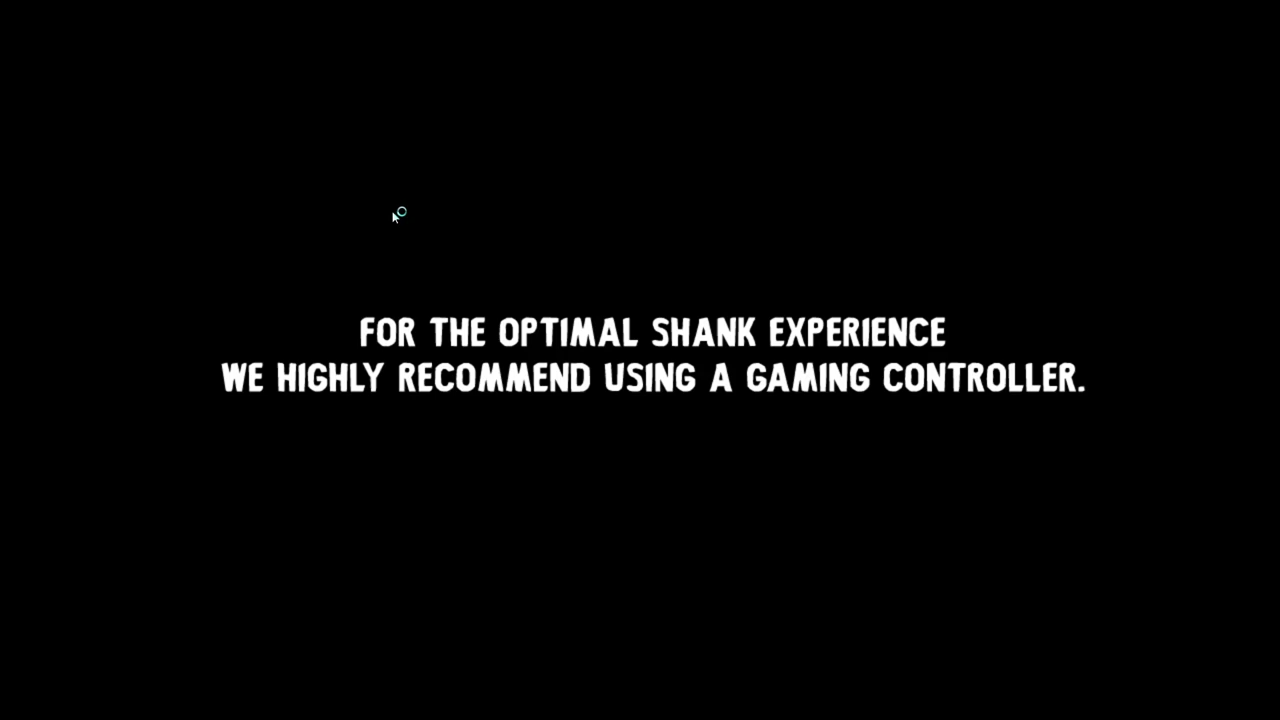 FOR THE OPTIMAL SHANK EXPERIENCE
WE HIGHLY RECOMMEND USING A GAMING CONTROLLER.